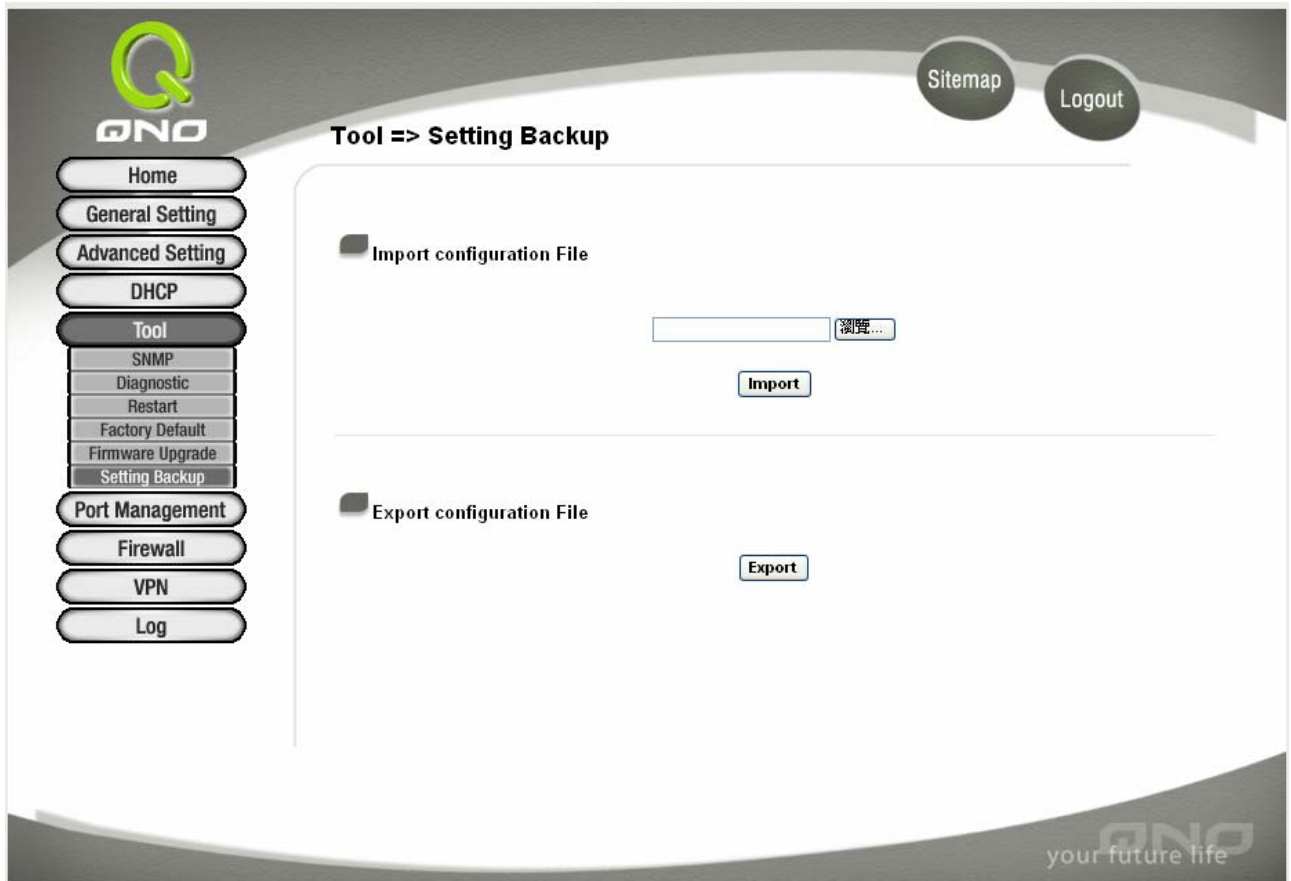 QNO
Sitemap
Logout
Tool => Setting Backup
Home
General Setting
Advanced Setting
DHCP
Tool
SNMP
Diagnostic
Restart
Factory Default
Firmware Upgrade
Setting Backup
Port Management
Firewall
VPN
Log
Import configuration File
瀏覽...
Import
Export configuration File
Export
QNO
your future life